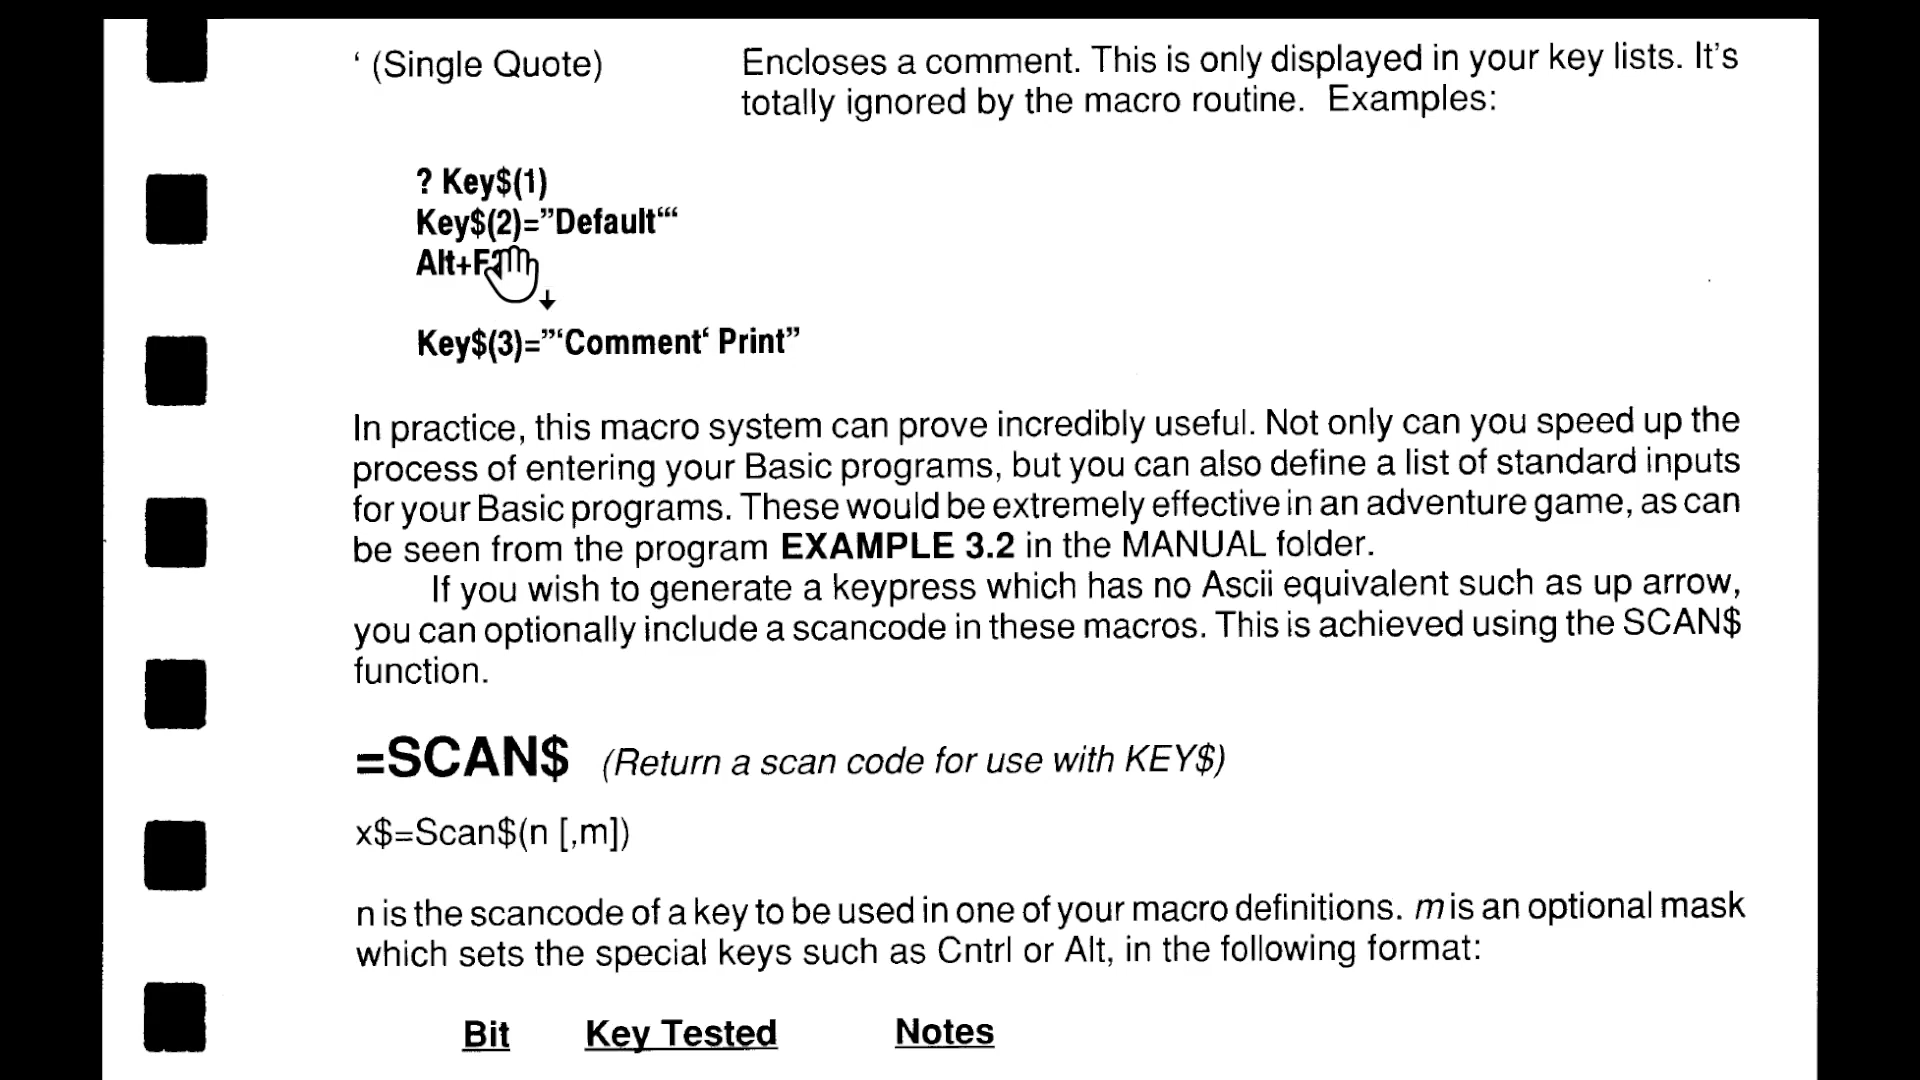 ‘ (Single Quote) Encloses a comment. This is only displayed in your key lists. It’s
totally ignored by the macro routine. Examples:
? Key$(1)
Key$(2)=”Default‘“
Alt+F
Key$(3)=”‘Comment‘ Print”
In practice, this macro system can prove incredibly useful. Not only can you speed up the
process of entering your Basic programs, but you can also define a list of standard inputs
for your Basic programs. These would be extremely effective in an adventure game, as can
be seen from the program EXAMPLE 3.2 in the MANUAL folder.
If you wish to generate a keypress which has no Ascii equivalent such as up arrow,
you can optionally include a scancode in these macros. This is achieved using the SCAN$
function.
=SCAN$ (Return a scan code for use with KEY$)
x$=Scan$(n [,m])
n is the scancode of a key to be used in one of your macro definitions. m is an optional mask
which sets the special keys such as Cntrl or Alt, in the following format:
Bit Key Tested Notes